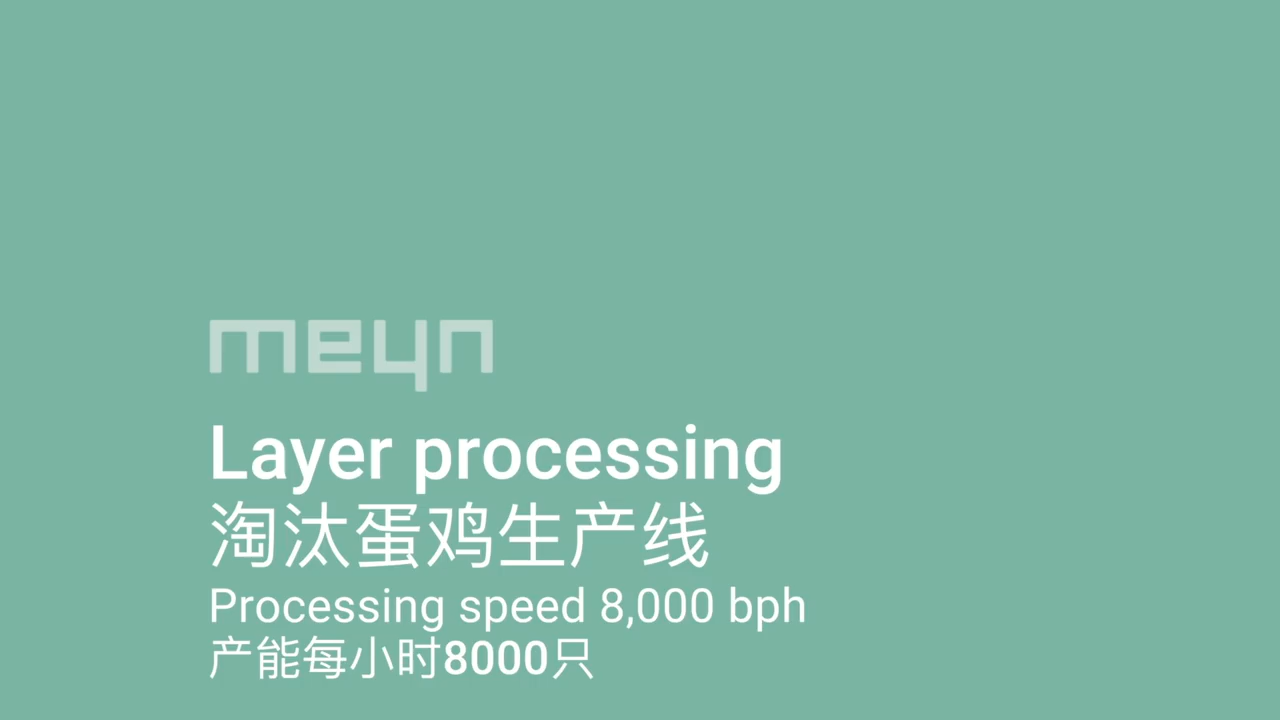 meyn
Layer processing
淘汰蛋鸡生产线
Processing speed 8,000 bph
产能每小时8000只